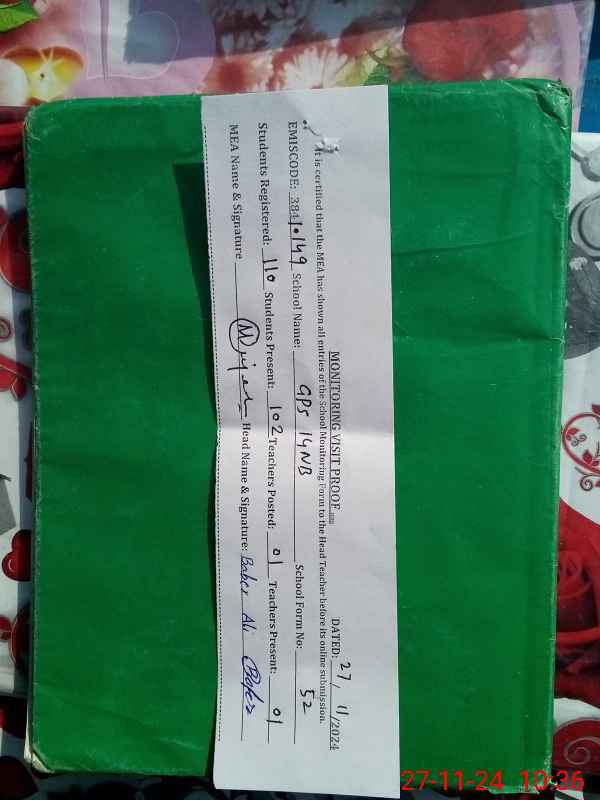 MONITORING VISIT PROOF
DATED: 27/11/2024
It is certified that the MEA has shown all entries of the School Monitoring Form to the Head Teacher before its online submission.
EMISCODE: 38410149 School Name: GPS 14NB School Form No: 52
Students Registered: 110 Students Present: 102 Teachers Posted: 01 Teachers Present: 01
MEA Name & Signature Head Name & Signature: Baber Ali
27-11-24 10:36